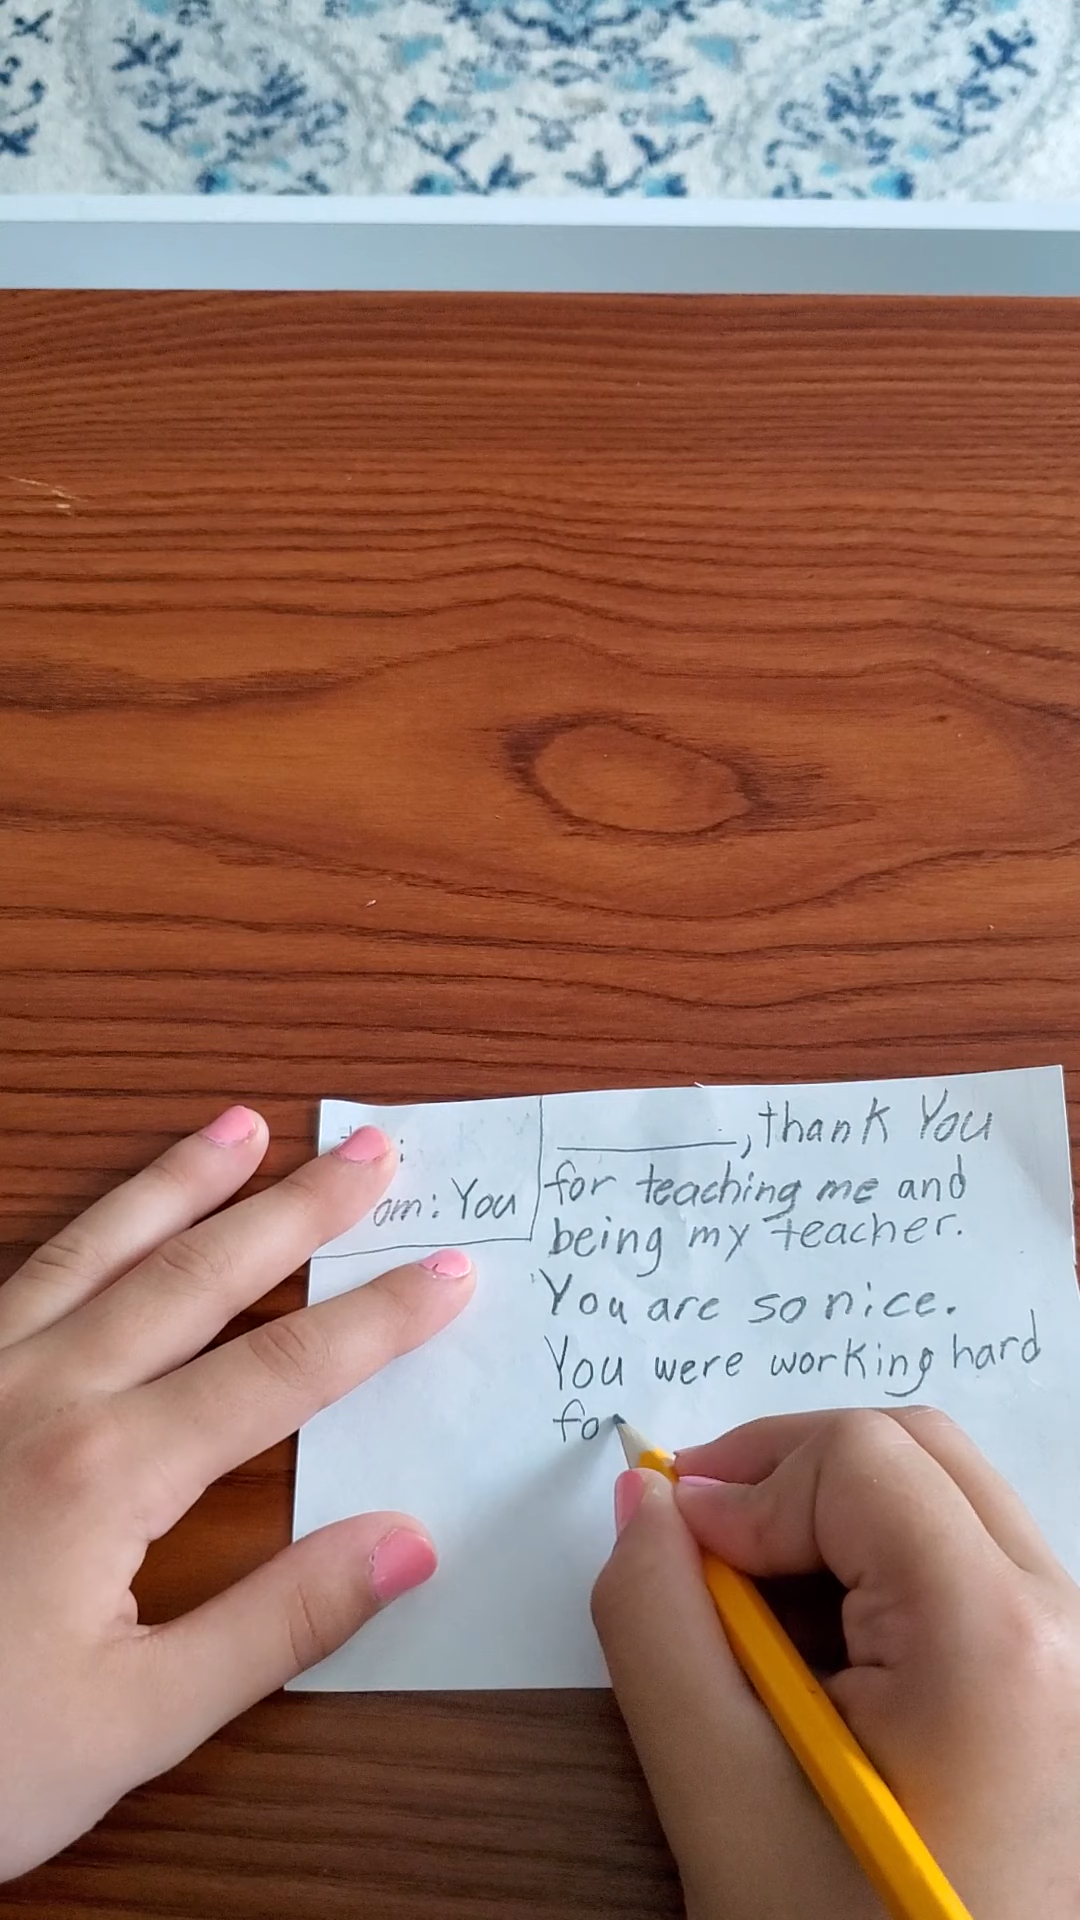 om: You
______, thank You
for teaching me and
being my teacher.
You are so nice.
You were working hard
fo